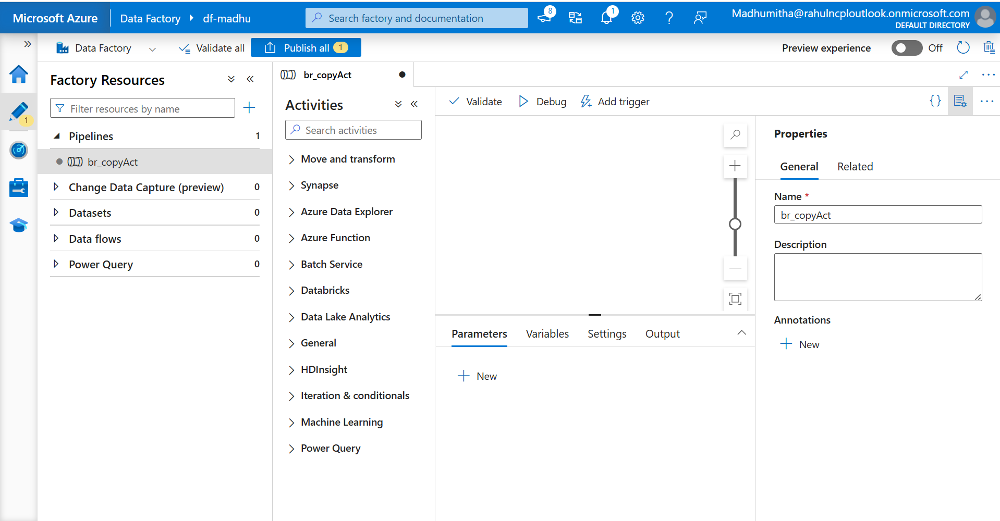 Microsoft Azure
Data Factory
df-madhu
Search factory and documentation
8
1
?
Madhumitha@rahulncploutlook.onmicrosoft.com
DEFAULT DIRECTORY
Data Factory
Validate all
Publish all
1
Preview experience
Off
1
Factory Resources
Filter resources by name
Pipelines 1
br_copyAct
Change Data Capture (preview) 0
Datasets 0
Data flows 0
Power Query 0
br_copyAct
Activities
Search activities
Move and transform
Synapse
Azure Data Explorer
Azure Function
Batch Service
Databricks
Data Lake Analytics
General
HDInsight
Iteration & conditionals
Machine Learning
Power Query
Validate
Debug
Add trigger
{}
Parameters
Variables
Settings
Output
New
Properties
General
Related
Name *
br_copyAct
Description
Annotations
New